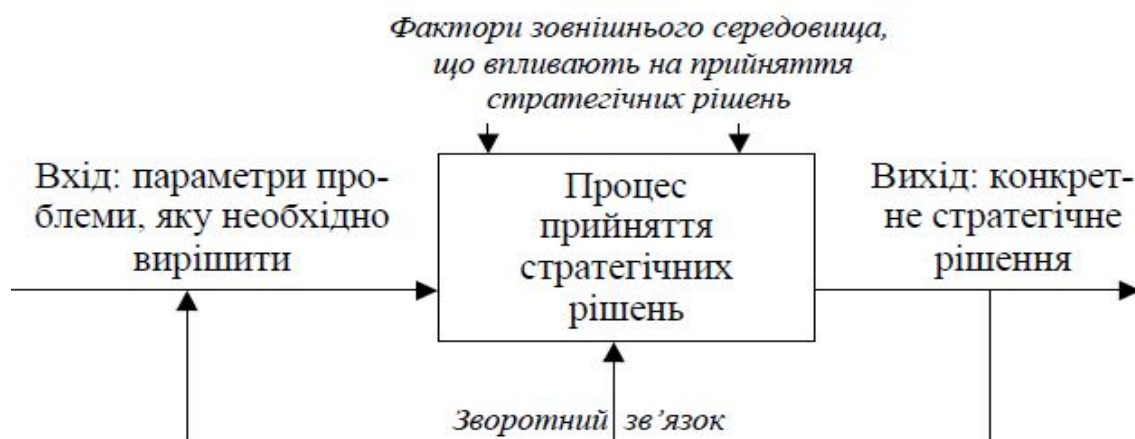 Фактори зовнішнього середовища,
що впливають на прийняття
стратегічних рішень
Вхід: параметри про-
блеми, яку необхідно
вирішити
Процес
прийняття
стратегічних
рішень
Вихід: конкрет-
не стратегічне
рішення
Зворотний зв’язок